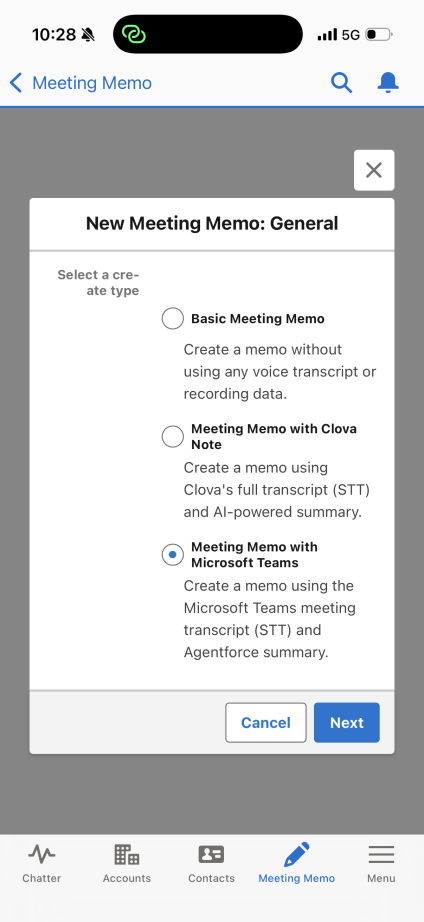 10:28
5G
Meeting Memo
New Meeting Memo: General
Select a cre-
ate type
Basic Meeting Memo
Create a memo without
using any voice transcript or
recording data.
Meeting Memo with Clova
Note
Create a memo using
Clova's full transcript (STT)
and AI-powered summary.
Meeting Memo with
Microsoft Teams
Create a memo using the
Microsoft Teams meeting
transcript (STT) and
Agentforce summary.
Cancel
Next
Chatter
Accounts
Contacts
Meeting Memo
Menu